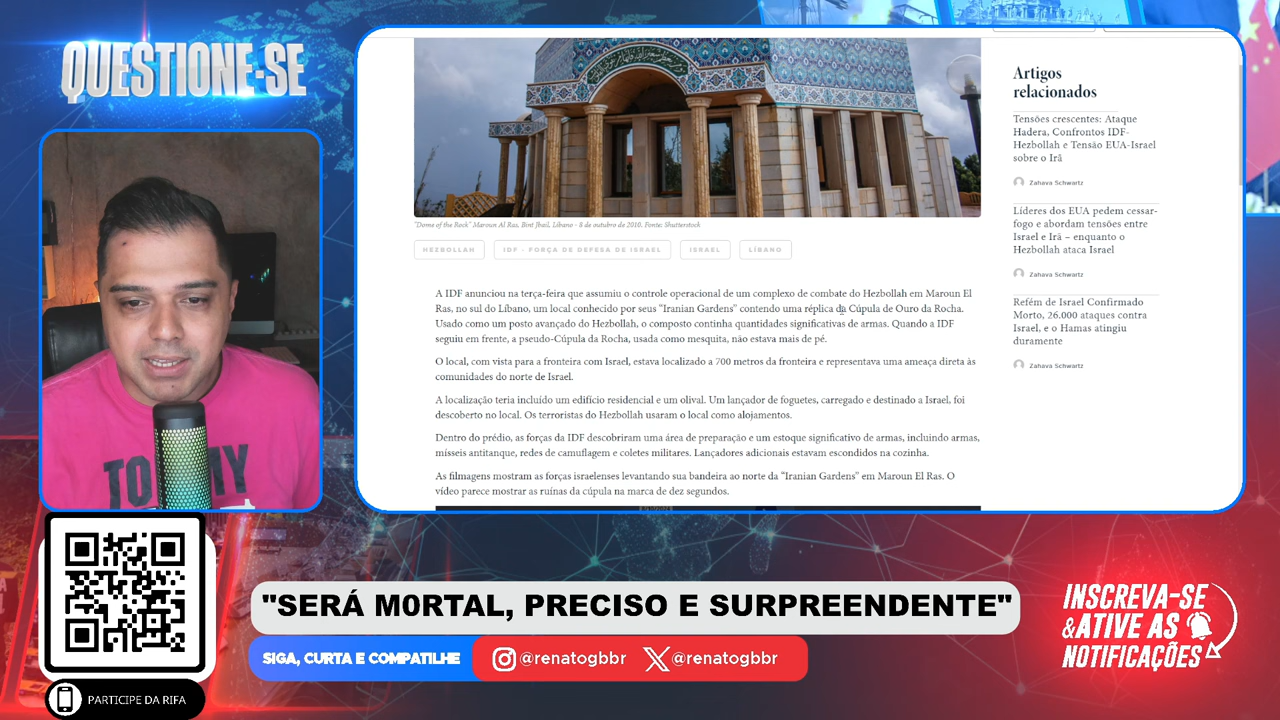 QUESTIONE-SE
TOMMY
"Dome of the Rock" Maroun Al Ras, Bint Jbeil, Líbano - 8 de outubro de 2010. Fonte: Shutterstock
HEZBOLLAH
IDF - FORÇA DE DEFESA DE ISRAEL
ISRAEL
LÍBANO
A IDF anunciou na terça-feira que assumiu o controle operacional de um complexo de combate do Hezbollah em Maroun El
Ras, no sul do Líbano, um local conhecido por seus "Iranian Gardens" contendo uma réplica da Cúpula de Ouro da Rocha.
Usado como um posto avançado do Hezbollah, o composto continha quantidades significativas de armas. Quando a IDF
seguiu em frente, a pseudo-Cúpula da Rocha, usada como mesquita, não estava mais de pé.
O local, com vista para a fronteira com Israel, estava localizado a 700 metros da fronteira e representava uma ameaça direta às
comunidades do norte de Israel.
A localização teria incluído um edifício residencial e um olival. Um lançador de foguetes, carregado e destinado a Israel, foi
descoberto no local. Os terroristas do Hezbollah usaram o local como alojamentos.
Dentro do prédio, as forças da IDF descobriram uma área de preparação e um estoque significativo de armas, incluindo armas,
mísseis antitanque, redes de camuflagem e coletes militares. Lançadores adicionais estavam escondidos na cozinha.
As filmagens mostram as forças israelenses levantando sua bandeira ao norte da "Iranian Gardens" em Maroun El Ras. O
vídeo parece mostrar as ruínas da cúpula na marca de dez segundos.
Artigos
relacionados
Tensões crescentes: Ataque
Hadera, Confrontos IDF-
Hezbollah e Tensão EUA-Israel
sobre o Irã
Zahava Schwartz
Líderes dos EUA pedem cessar-
fogo e abordam tensões entre
Israel e Irã – enquanto o
Hezbollah ataca Israel
Zahava Schwartz
Refém de Israel Confirmado
Morto, 26.000 ataques contra
Israel, e o Hamas atingiu
duramente
Zahava Schwartz
"SERÁ M0RTAL, PRECISO E SURPREENDENTE"
SIGA, CURTA E COMPATILHE
@renatogbbr
@renatogbbr
INSCREVA-SE
&ATIVE AS
NOTIFICAÇÕES
PARTICIPE DA RIFA